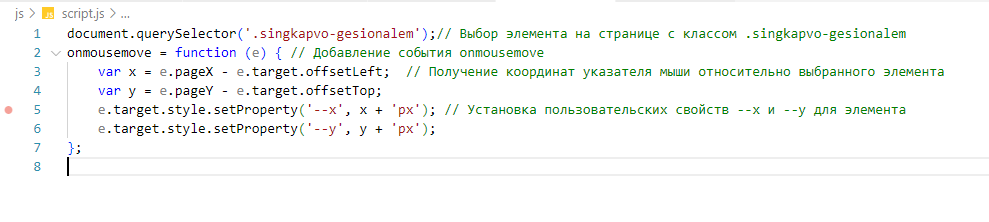 js > script.js > ...
1 document.querySelector('.singkapvo-gesionalem');// Выбор элемента на странице с классом .singkapvo-gesionalem
2 onmousemove = function (e) { // Добавление события onmousemove
3 var x = e.pageX - e.target.offsetLeft; // Получение координат указателя мыши относительно выбранного элемента
4 var y = e.pageY - e.target.offsetTop;
5 e.target.style.setProperty('--x', x + 'px'); // Установка пользовательских свойств --x и --y для элемента
6 e.target.style.setProperty('--y', y + 'px');
7 };
8